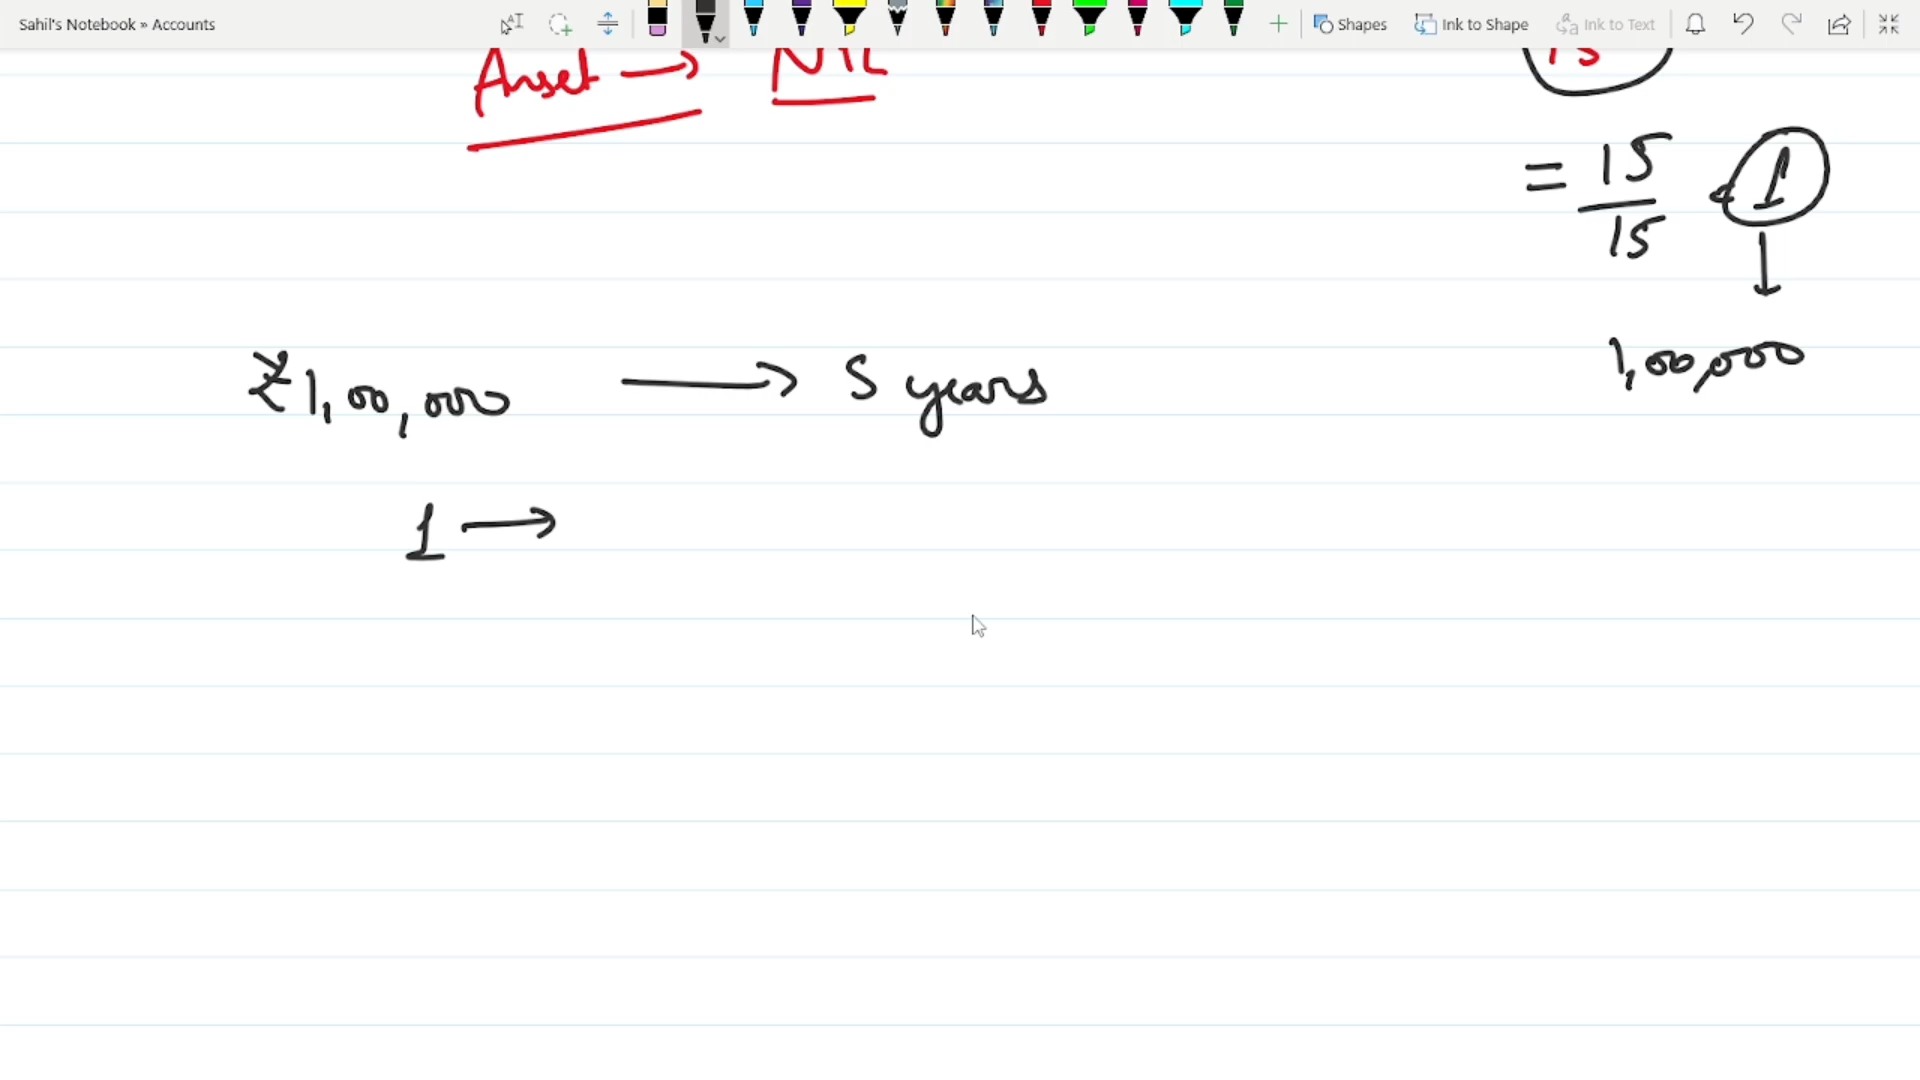 Sahil's Notebook » Accounts
Shapes
Ink to Shape
Ink to Text
Asset → NIL
15
= 15/15 1
↓
1,00,000
₹1,00,000 → 5 years
1 →